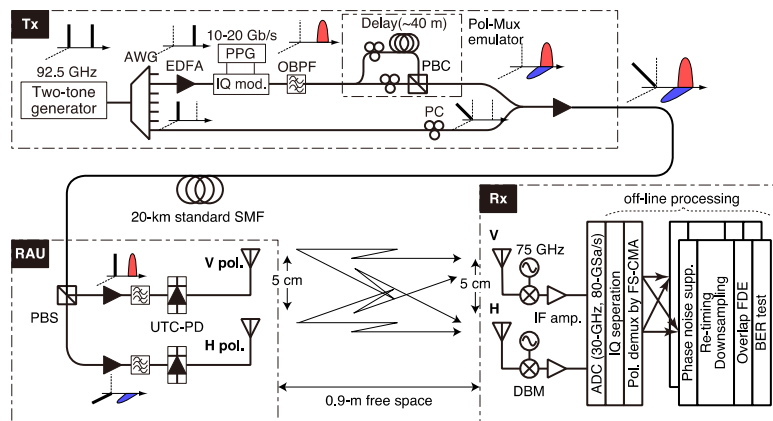 Tx
92.5 GHz
Two-tone
generator
AWG
EDFA
10-20 Gb/s
PPG
IQ mod.
OBPF
Delay(~40 m)
PBC
Pol-Mux
emulator
PC
20-km standard SMF
RAU
PBS
V pol.
UTC-PD
H pol.
5 cm
0.9-m free space
5 cm
Rx
off-line processing
V
75 GHz
IF amp.
H
DBM
ADC (30-GHz, 80-GSa/s)
IQ seperation
Pol. demux by FS-CMA
Phase noise supp.
Re-timing
Downsampling
Overlap FDE
BER test